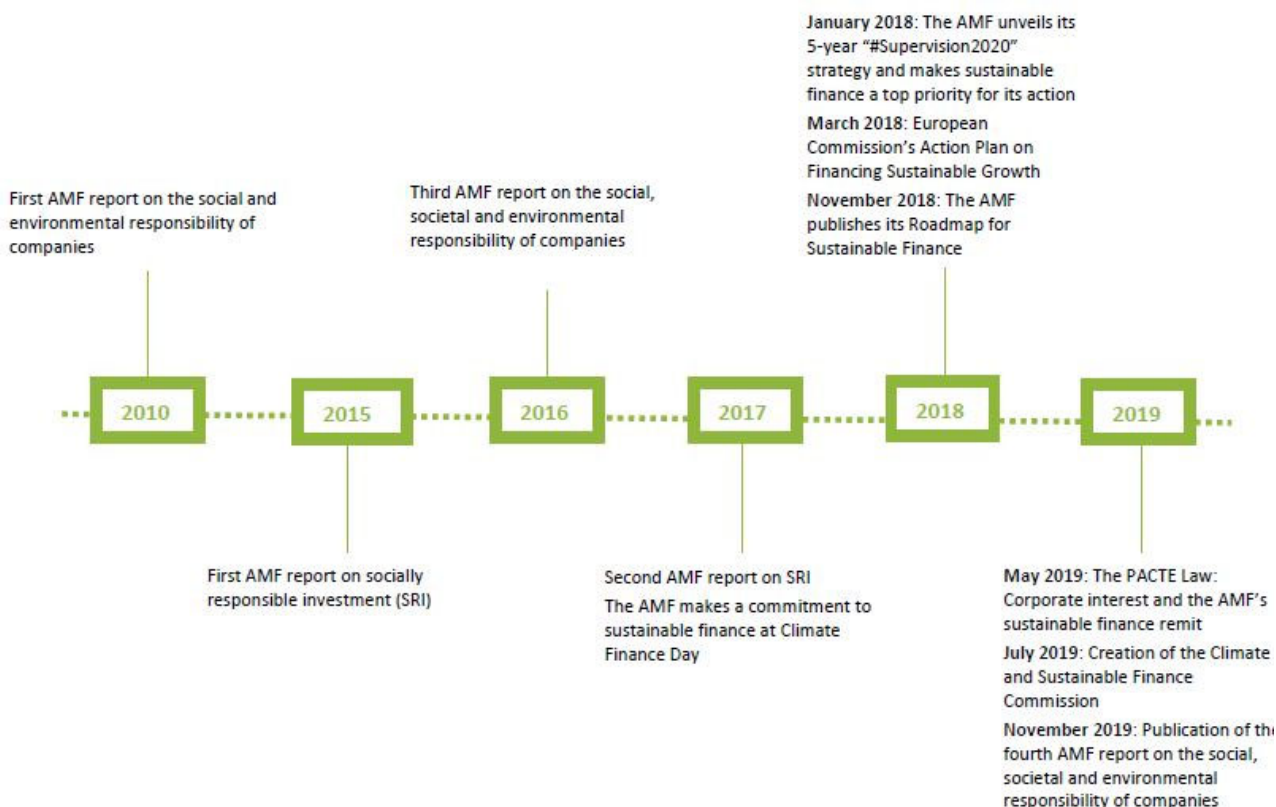 January 2018: The AMF unveils its
5-year “#Supervision2020”
strategy and makes sustainable
finance a top priority for its action
March 2018: European
Commission’s Action Plan on
Financing Sustainable Growth
November 2018: The AMF
publishes its Roadmap for
Sustainable Finance
First AMF report on the social and
environmental responsibility of
companies
Third AMF report on the social,
societal and environmental
responsibility of companies
2010
2015
2016
2017
2018
2019
First AMF report on socially
responsible investment (SRI)
Second AMF report on SRI
The AMF makes a commitment to
sustainable finance at Climate
Finance Day
May 2019: The PACTE Law:
Corporate interest and the AMF’s
sustainable finance remit
July 2019: Creation of the Climate
and Sustainable Finance
Commission
November 2019: Publication of the
fourth AMF report on the social,
societal and environmental
responsibility of companies